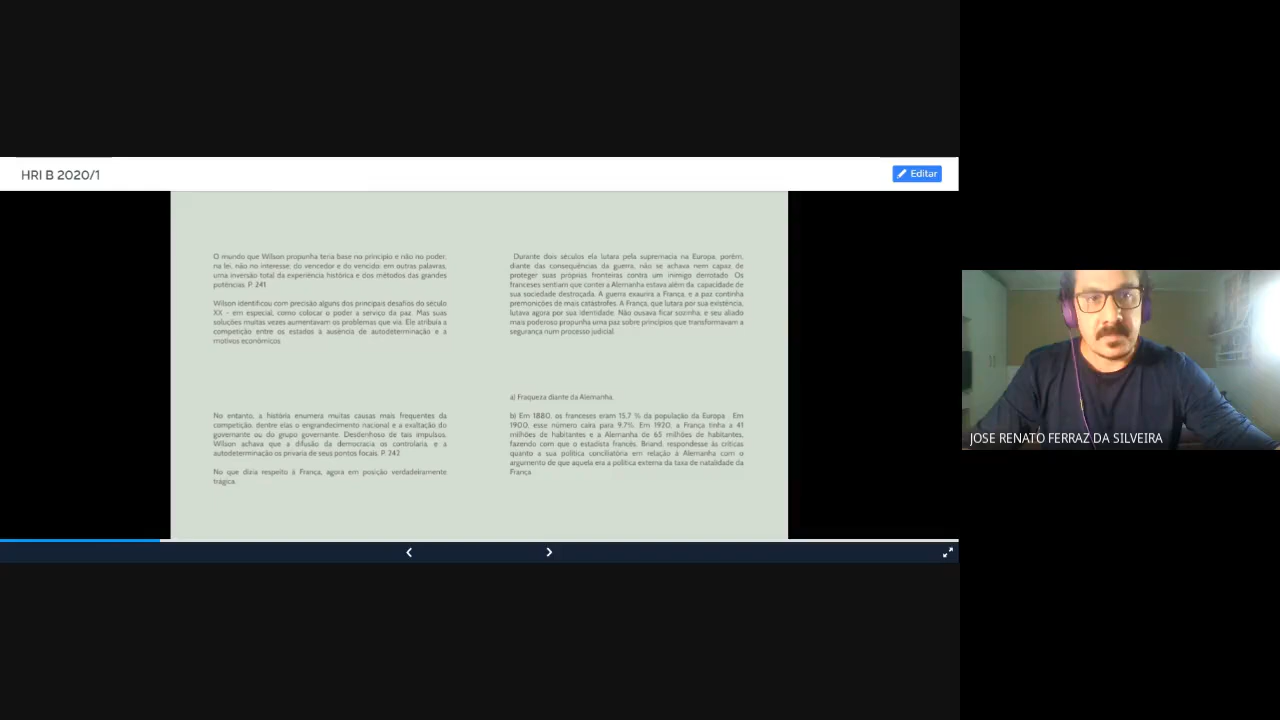 HRI B 2020/1
Editar
O mundo que Wilson propunha teria base no princípio e não no poder,
na lei, não no interesse; do vencedor e do vencido; em outras palavras,
uma inversão total da experiência histórica e dos métodos das grandes
potências. P. 241
Wilson identificou com precisão alguns dos principais desafios do século
XX - em especial, como colocar o poder a serviço da paz. Mas suas
soluções muitas vezes aumentavam os problemas que via. Ele atribuía a
competição entre os estados à ausência de autodeterminação e a
motivos econômicos.
No entanto, a história enumera muitas causas mais frequentes da
competição, dentre elas o engrandecimento nacional e a exaltação do
governante ou do grupo governante. Desdenhoso de tais impulsos,
Wilson achava que a difusão da democracia os controlaria, e a
autodeterminação os privaria de seus pontos focais. P. 242
No que diria respeito à França, agora em posição verdadeiramente
trágica.
Durante dois séculos ela lutara pela supremacia na Europa, porém,
diante das consequências da guerra, não se achava nem capaz de
proteger suas próprias fronteiras contra um inimigo derrotado. Os
franceses sentiam que conter a Alemanha estava além da capacidade de
sua sociedade destroçada. A guerra exaurira a França, e a paz continha
premonições de mais catástrofes. A França, que lutara por sua existência,
lutava agora por sua identidade. Não ousava ficar sozinha, e seu aliado
mais poderoso propunha uma paz sobre princípios que transformavam a
segurança num processo judicial.
a) Fraqueza diante da Alemanha.
b) Em 1880, os franceses eram 15,7 % da população da Europa. Em
1900, esse número caíra para 9,7%. Em 1920, a França tinha a 41
milhões de habitantes e a Alemanha de 65 milhões de habitantes,
fazendo com que o estadista francês, Briand, respondesse às críticas
quanto a sua política conciliatória em relação à Alemanha com o
argumento de que aquela era a política externa da taxa de natalidade da
França.
JOSE RENATO FERRAZ DA SILVEIRA